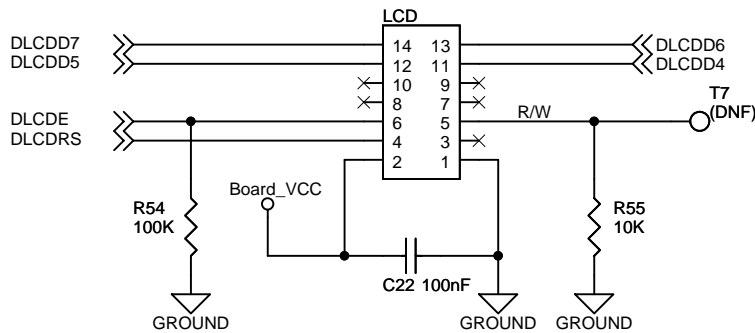 LCD
DLCDD7 14 13 DLCDD6
DLCDD5 12 11 DLCDD4
10 9
8 7
DLCDE 6 5 R/W T7
(DNF)
DLCDRS 4 3
2 1
Board_VCC
R54
100K
R55
10K
C22 100nF
GROUND GROUND GROUND